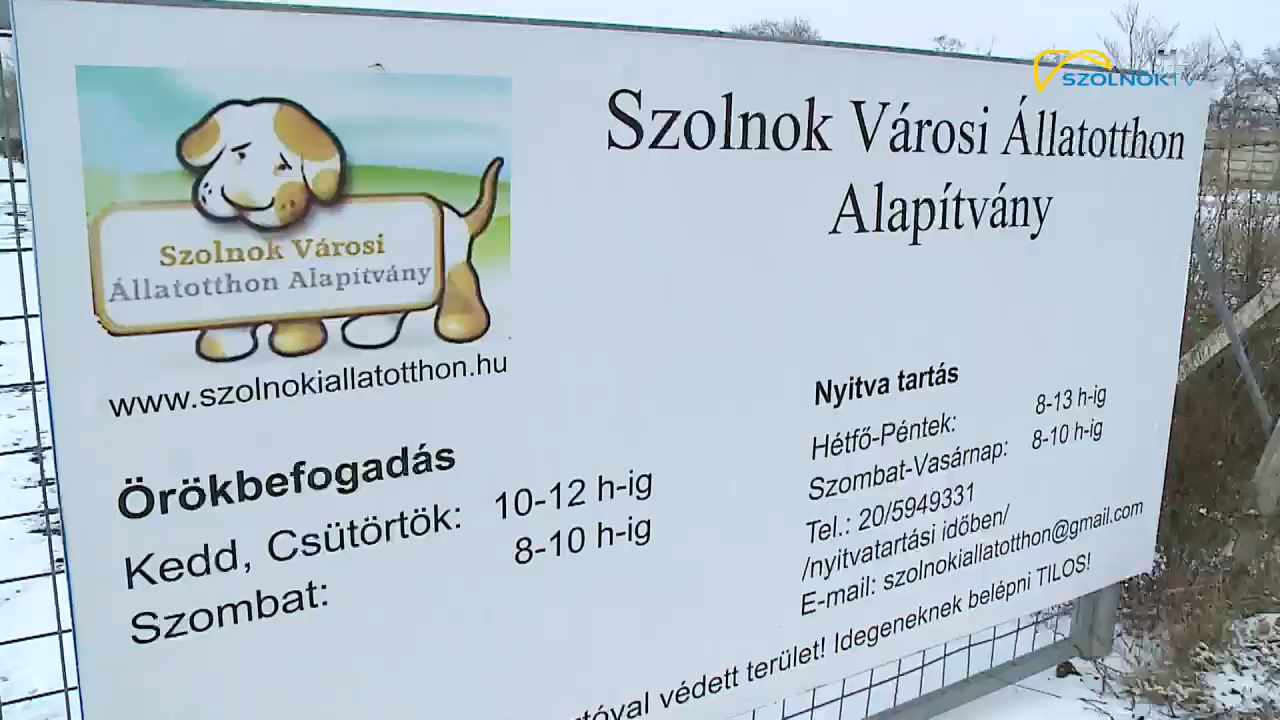 SZOLNOKTV
Szolnok Városi Állatotthon
Alapítvány
Szolnok Városi
Állatotthon Alapítvány
www.szolnokiallatotthon.hu
Örökbefogadás
Kedd, Csütörtök: 10-12 h-ig
Szombat: 8-10 h-ig
Nyitva tartás
Hétfő-Péntek: 8-13 h-ig
Szombat-Vasárnap: 8-10 h-ig
Tel.: 20/5949331
/nyitvatartási időben/
E-mail: szolnokiallatotthon@gmail.com
védett terület! Idegeneknek belépni TILOS!